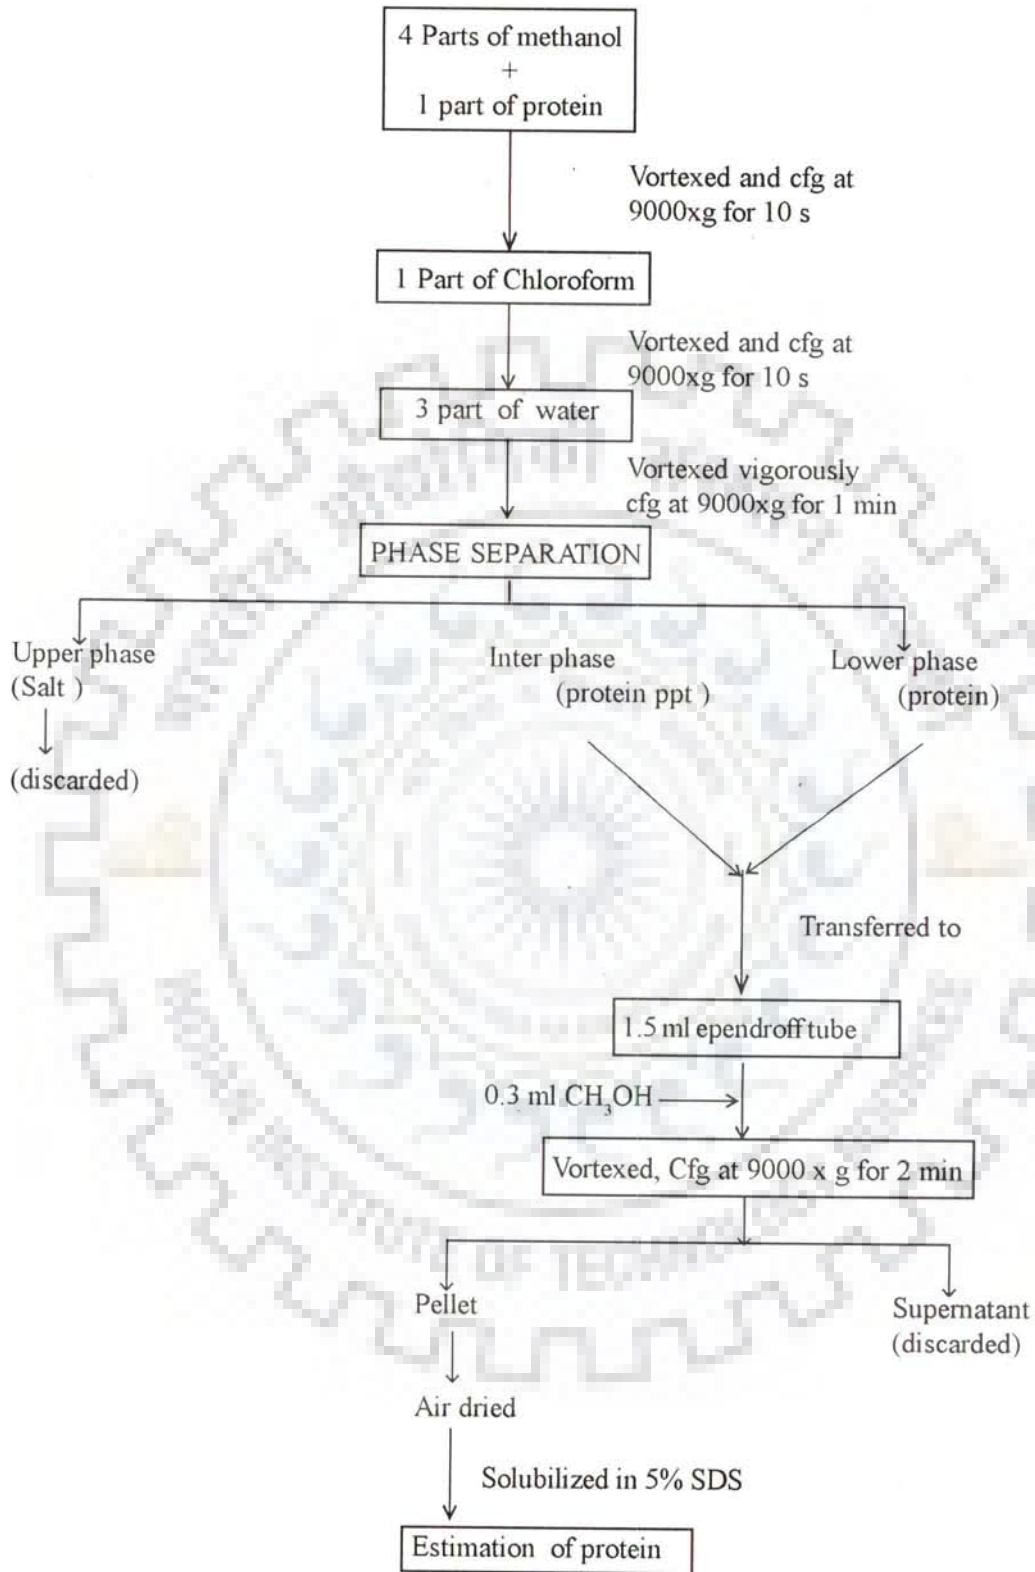 4 Parts of methanol
+
1 part of protein
Vortexed and cfg at
9000xg for 10 s
1 Part of Chloroform
Vortexed and cfg at
9000xg for 10 s
3 part of water
Vortexed vigorously
cfg at 9000xg for 1 min
PHASE SEPARATION
Upper phase
(Salt )
(discarded)
Inter phase
(protein ppt )
Lower phase
(protein)
Transferred to
1.5 ml ependroff tube
0.3 ml CH₃OH
Vortexed, Cfg at 9000 x g for 2 min
Pellet
Supernatant
(discarded)
Air dried
Solubilized in 5% SDS
Estimation of protein
OF TECHNOLOGY